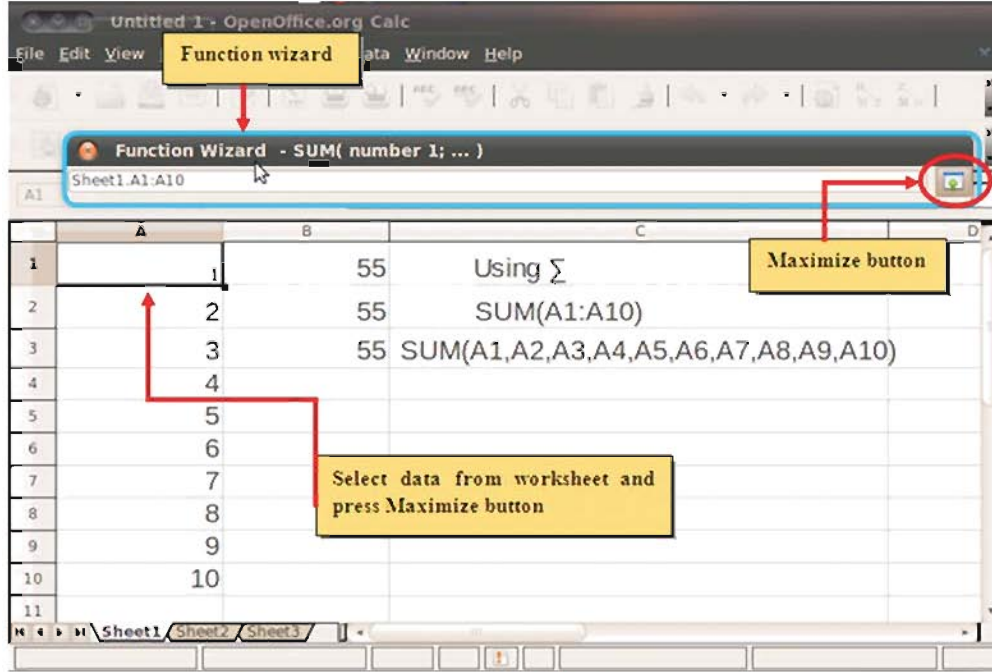 Untitled 1 - OpenOffice.org Calc
File Edit View ata Window Help
Function wizard
Function Wizard - SUM( number 1; ... )
Sheet1.A1:A10
A1
A B C D
Maximize button
1 1 55 Using ∑
2 2 55 SUM(A1:A10)
3 3 55 SUM(A1,A2,A3,A4,A5,A6,A7,A8,A9,A10)
4 4
5 5
6 6
7 7
8 8
9 9
10 10
11
Select data from worksheet and
press Maximize button
Sheet1 Sheet2 Sheet3